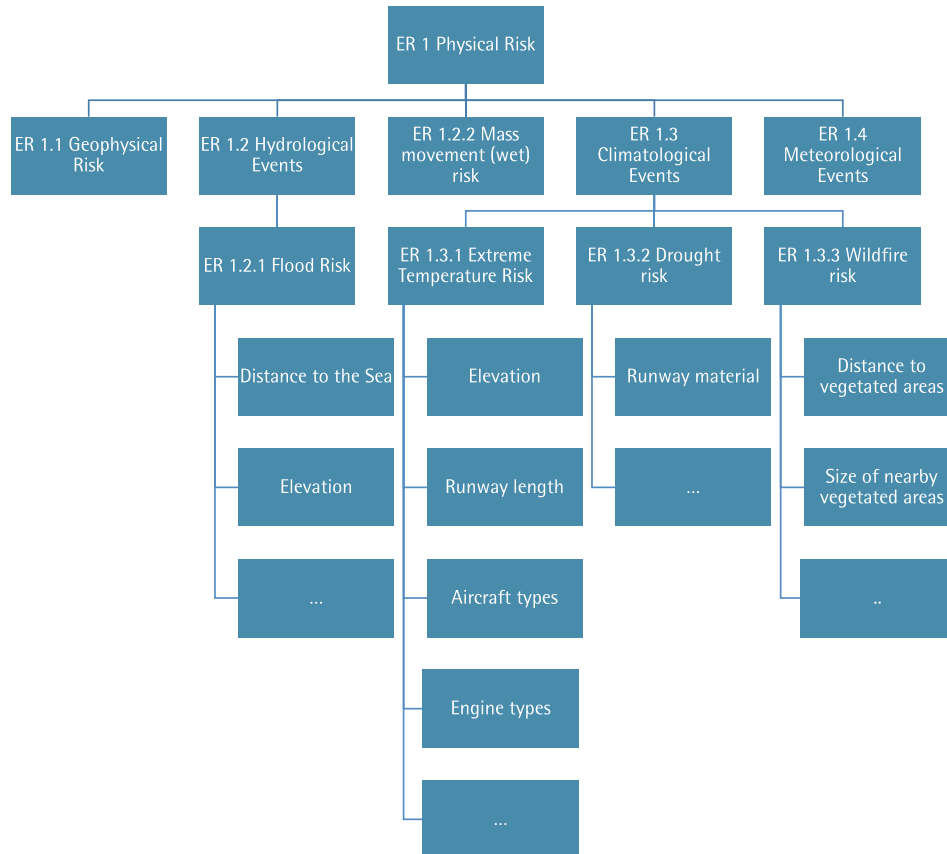 ER 1 Physical Risk
ER 1.1 Geophysical
Risk
ER 1.2 Hydrological
Events
ER 1.2.2 Mass
movement (wet)
risk
ER 1.3
Climatological
Events
ER 1.4
Meteorological
Events
ER 1.2.1 Flood Risk
ER 1.3.1 Extreme
Temperature Risk
ER 1.3.2 Drought
risk
ER 1.3.3 Wildfire
risk
Distance to the Sea
Elevation
Runway material
Distance to
vegetated areas
Elevation
Runway length
...
Size of nearby
vegetated areas
...
Aircraft types
..
Engine types
...